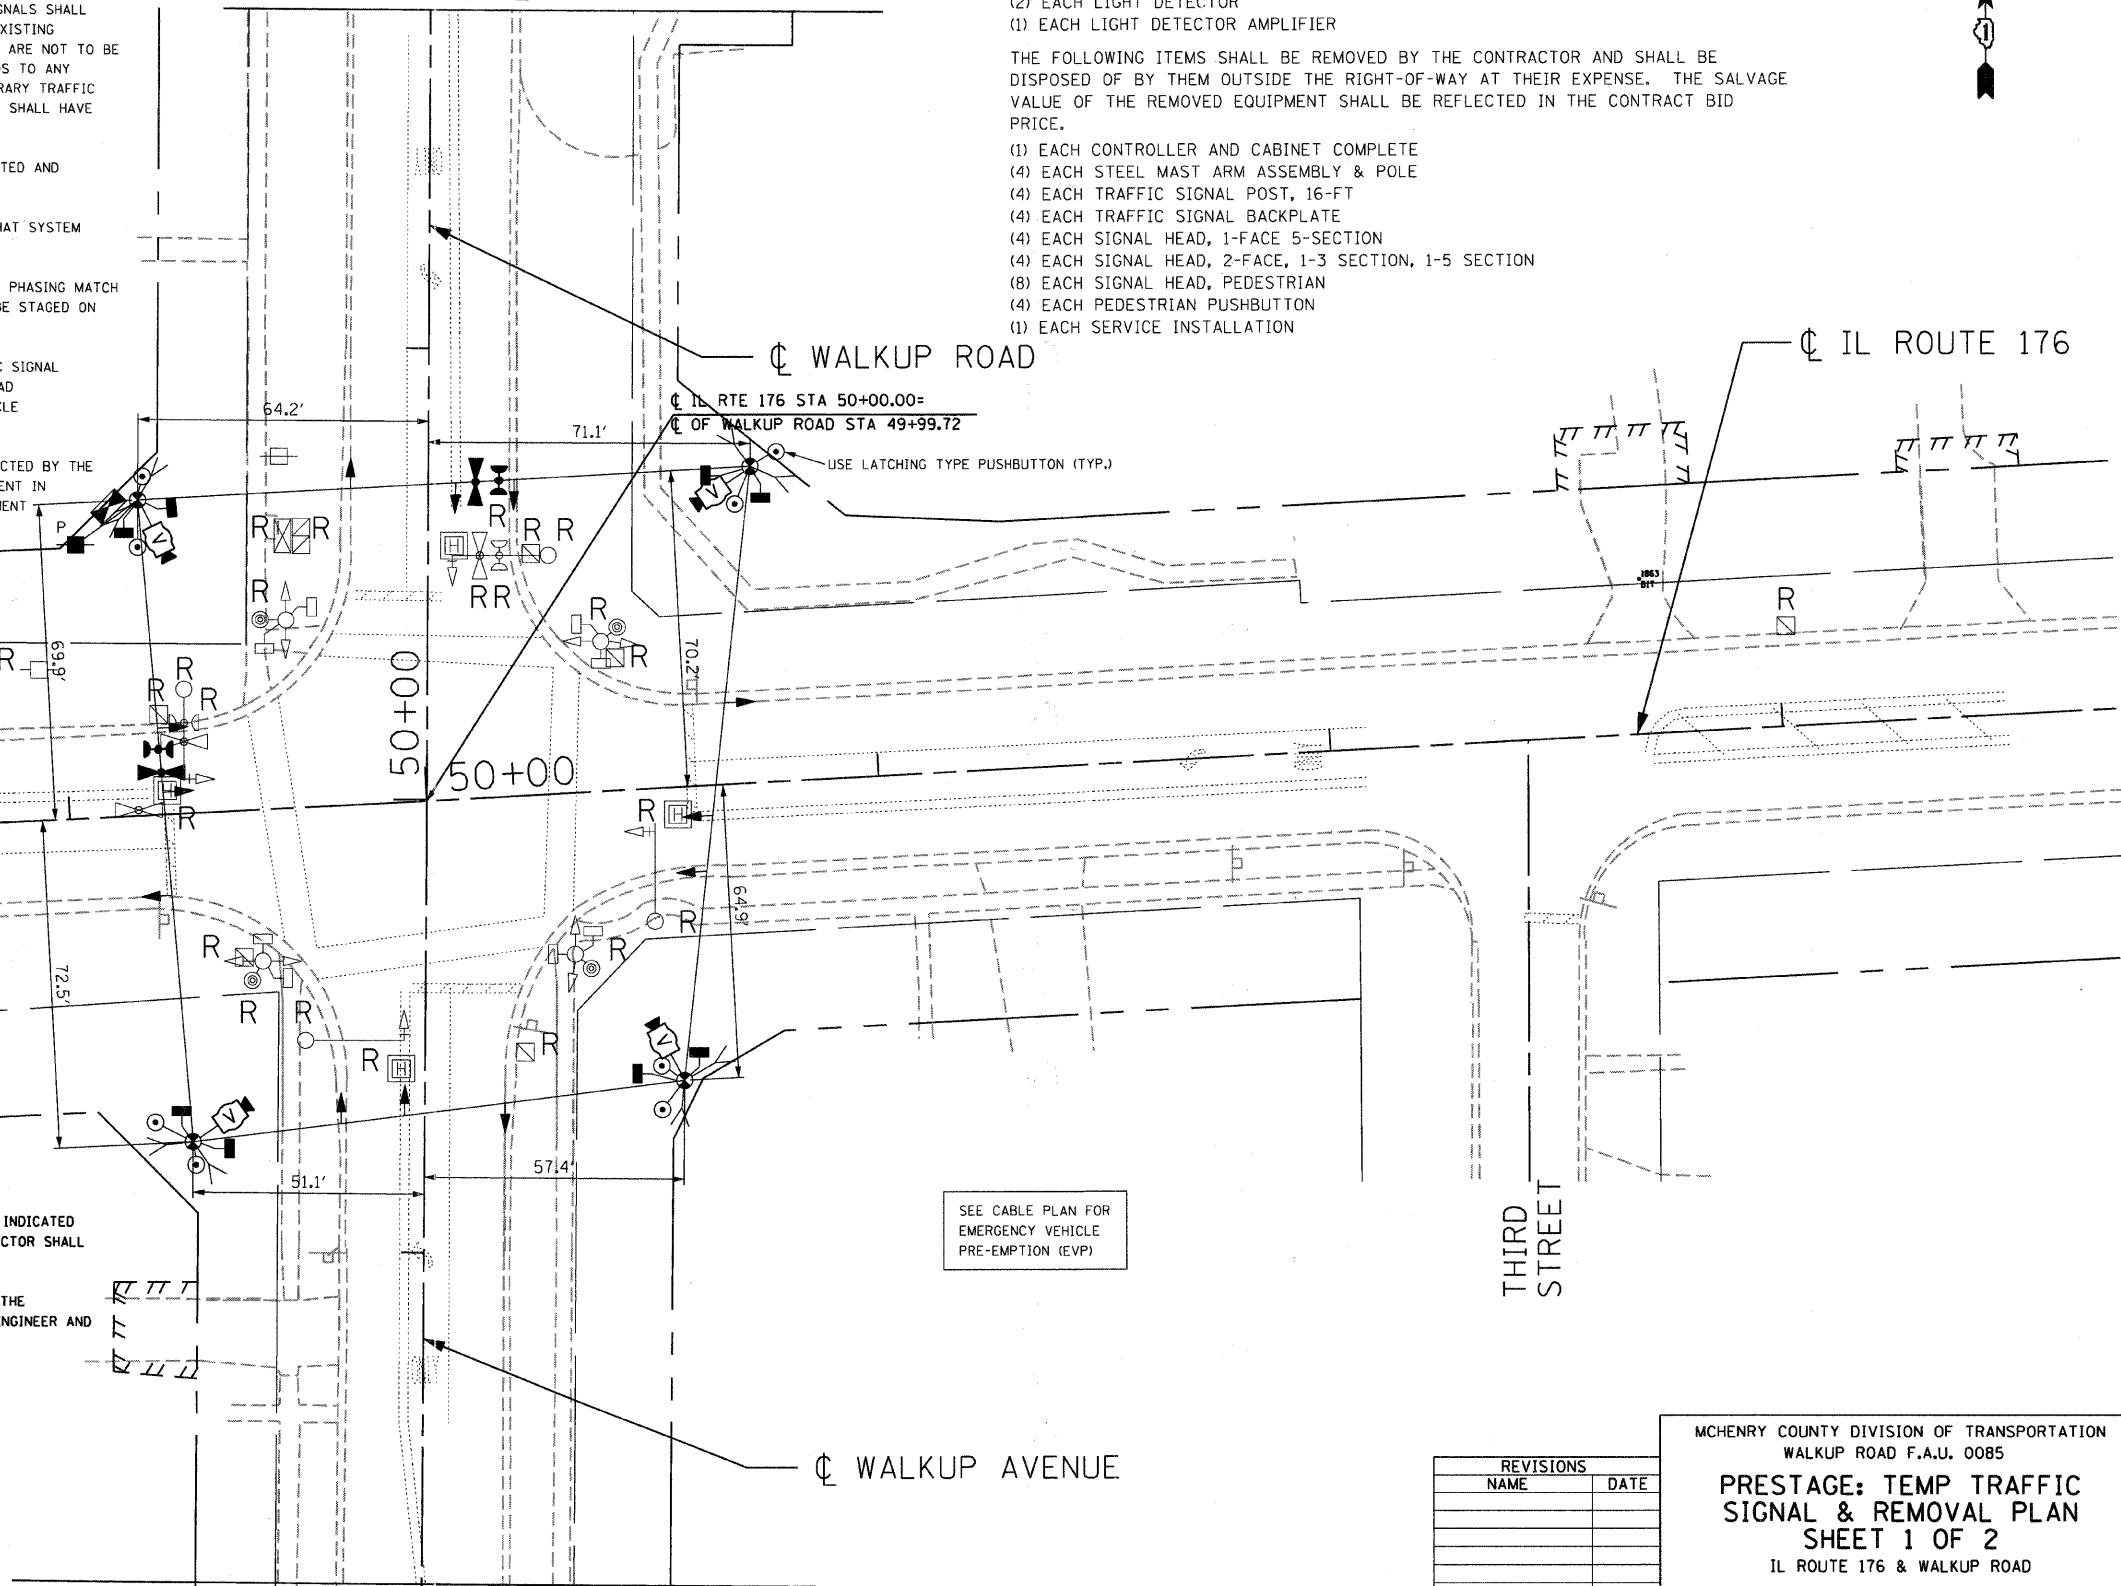 GNALS SHALL
XISTING
ARE NOT TO BE
S TO ANY
RARY TRAFFIC
SHALL HAVE
TED AND
HAT SYSTEM
PHASING MATCH
BE STAGED ON
C SIGNAL
AD
CLE
CTED BY THE
ENT IN
MENT
(2) EACH LIGHT DETECTOR
(1) EACH LIGHT DETECTOR AMPLIFIER
THE FOLLOWING ITEMS SHALL BE REMOVED BY THE CONTRACTOR AND SHALL BE
DISPOSED OF BY THEM OUTSIDE THE RIGHT-OF-WAY AT THEIR EXPENSE. THE SALVAGE
VALUE OF THE REMOVED EQUIPMENT SHALL BE REFLECTED IN THE CONTRACT BID
PRICE.
(1) EACH CONTROLLER AND CABINET COMPLETE
(4) EACH STEEL MAST ARM ASSEMBLY & POLE
(4) EACH TRAFFIC SIGNAL POST, 16-FT
(4) EACH TRAFFIC SIGNAL BACKPLATE
(4) EACH SIGNAL HEAD, 1-FACE 5-SECTION
(4) EACH SIGNAL HEAD, 2-FACE, 1-3 SECTION, 1-5 SECTION
(8) EACH SIGNAL HEAD, PEDESTRIAN
(4) EACH PEDESTRIAN PUSHBUTTON
(1) EACH SERVICE INSTALLATION
1
℄ IL ROUTE 176
℄ WALKUP ROAD
℄ IL RTE 176 STA 50+00.00=
℄ OF WALKUP ROAD STA 49+99.72
64.2'
71.1'
USE LATCHING TYPE PUSHBUTTON (TYP.)
V
P
V
R R
R R R
H
R R
R
R
R
1863
BIT
R
R
69.9'
70.2'
R
R R
50+00
50+00
H
R
R
H
64.9'
R
R
R
72.5'
R R
R
R
H
V
V
57.4'
51.1'
SEE CABLE PLAN FOR
EMERGENCY VEHICLE
PRE-EMPTION (EVP)
THIRD
STREET
INDICATED
CTOR SHALL
THE
NGINEER AND
℄ WALKUP AVENUE
REVISIONS
NAME DATE
MCHENRY COUNTY DIVISION OF TRANSPORTATION
WALKUP ROAD F.A.U. 0085
PRESTAGE: TEMP TRAFFIC
SIGNAL & REMOVAL PLAN
SHEET 1 OF 2
IL ROUTE 176 & WALKUP ROAD